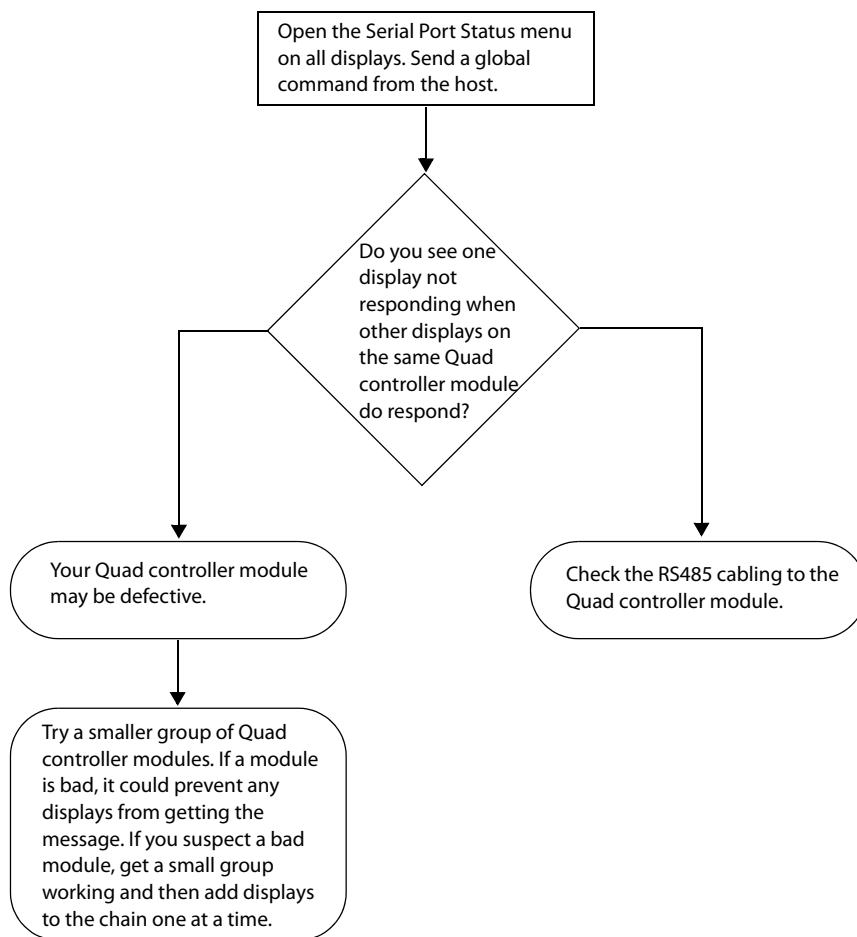 Open the Serial Port Status menu
on all displays. Send a global
command from the host.
Do you see one
display not
responding when
other displays on
the same Quad
controller module
do respond?
Your Quad controller module
may be defective.
Check the RS485 cabling to the
Quad controller module.
Try a smaller group of Quad
controller modules. If a module
is bad, it could prevent any
displays from getting the
message. If you suspect a bad
module, get a small group
working and then add displays
to the chain one at a time.